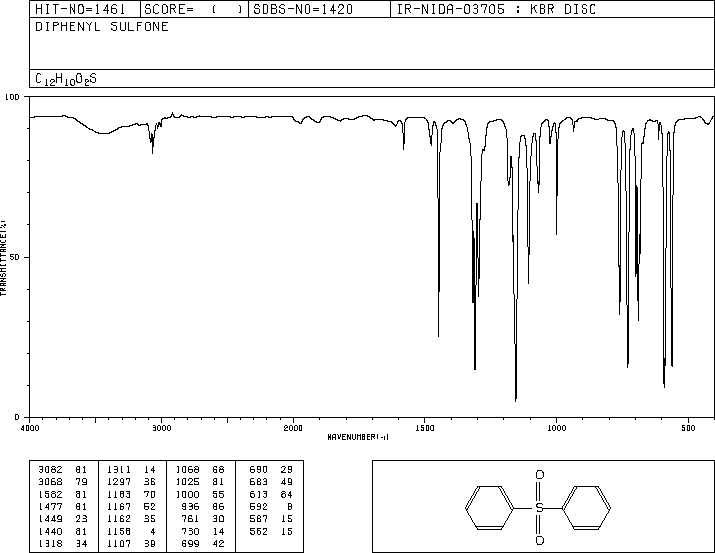 HIT-NO=1461 SCORE= ( ) SDBS-NO=1420 IR-NIDA-03705 : KBR DISC
DIPHENYL SULFONE
C12H10O2S
100
50
0
TRANSMITTANCE(%)
4000 3000 2000 1500 1000 500
WAVENUMBER(-1)
3082 81 1311 14 1068 68 690 29
3068 79 1297 36 1025 81 683 49
1582 81 1183 70 1000 55 613 84
1477 81 1167 52 936 86 592 8
1449 23 1162 35 761 30 587 15
1440 81 1158 4 730 14 562 15
1318 34 1107 39 699 42
O
S
O